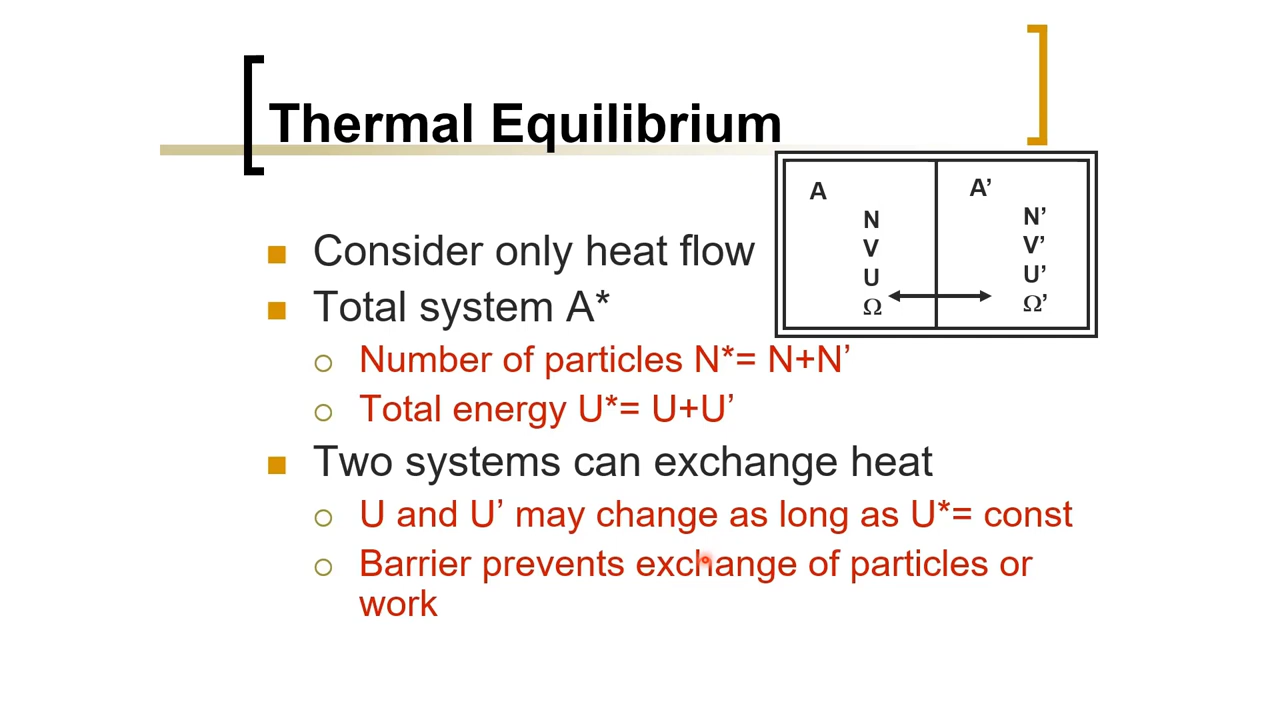 Thermal Equilibrium
A
N
V
U
Ω
A’
N’
V’
U’
Ω’
Consider only heat flow
Total system A*
Number of particles N*= N+N’
Total energy U*= U+U’
Two systems can exchange heat
U and U’ may change as long as U*= const
Barrier prevents exchange of particles or
work